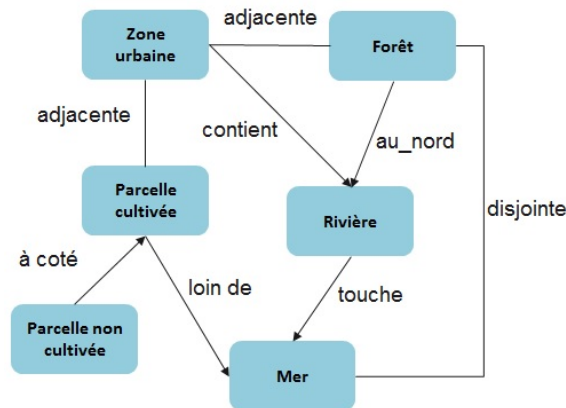 adjacente
Zone
urbaine
Forêt
adjacente
contient
au_nord
Parcelle
cultivée
Rivière
disjointe
à coté
loin de
touche
Parcelle non
cultivée
Mer